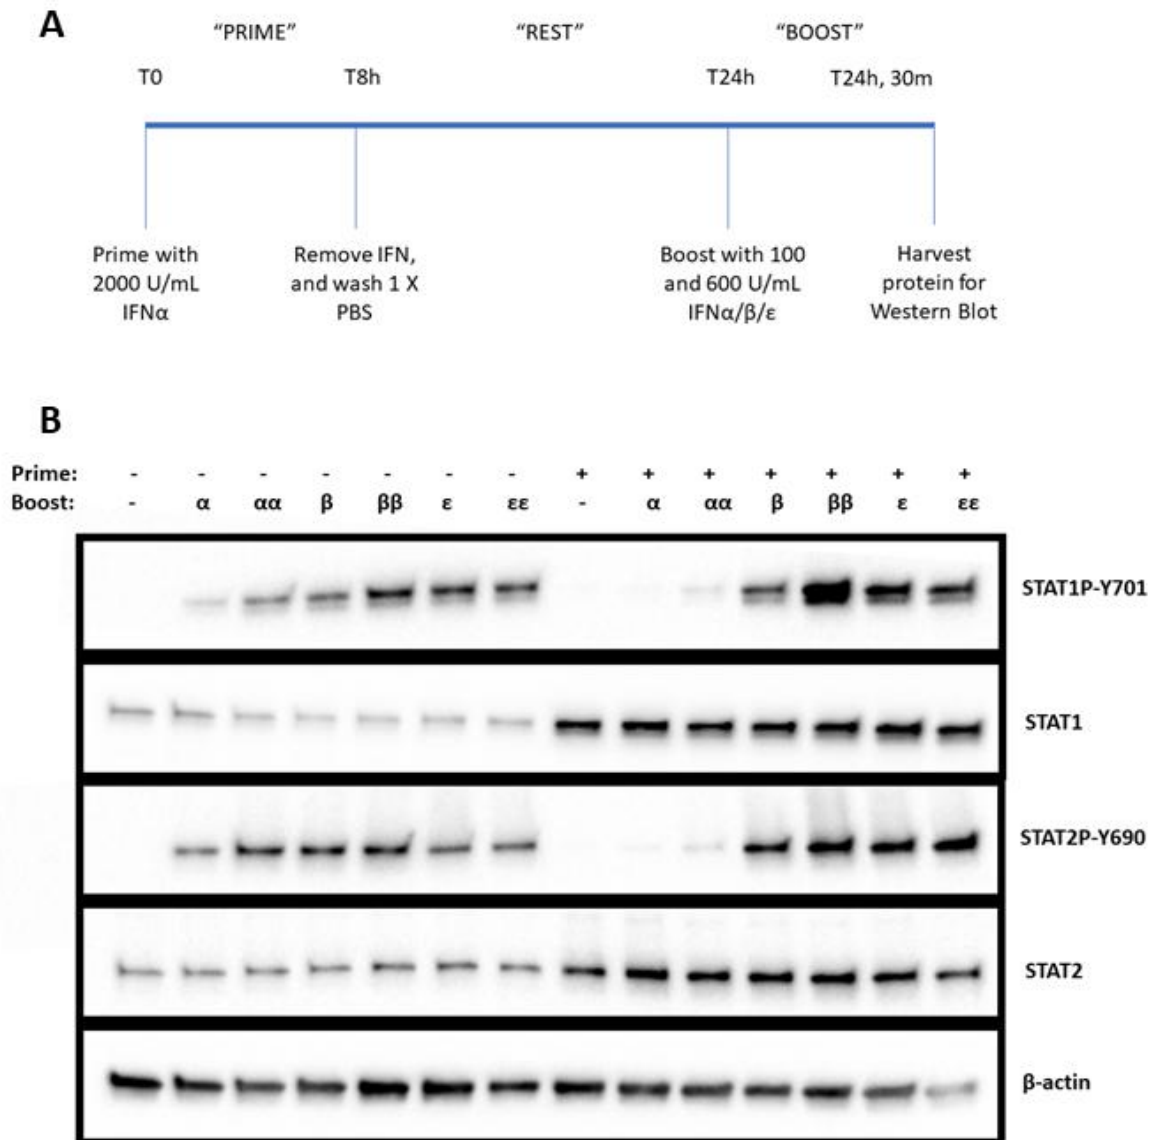 A
“PRIME” “REST” “BOOST”
T0 T8h T24h T24h, 30m
Prime with 2000 U/mL IFNα
Remove IFN, and wash 1 X PBS
Boost with 100 and 600 U/mL IFNα/β/ε
Harvest protein for Western Blot
B
Prime: - - - - - - - + + + + + + +
Boost: - α αα β ββ ε εε - α αα β ββ ε εε
STAT1P-Y701
STAT1
STAT2P-Y690
STAT2
β-actin